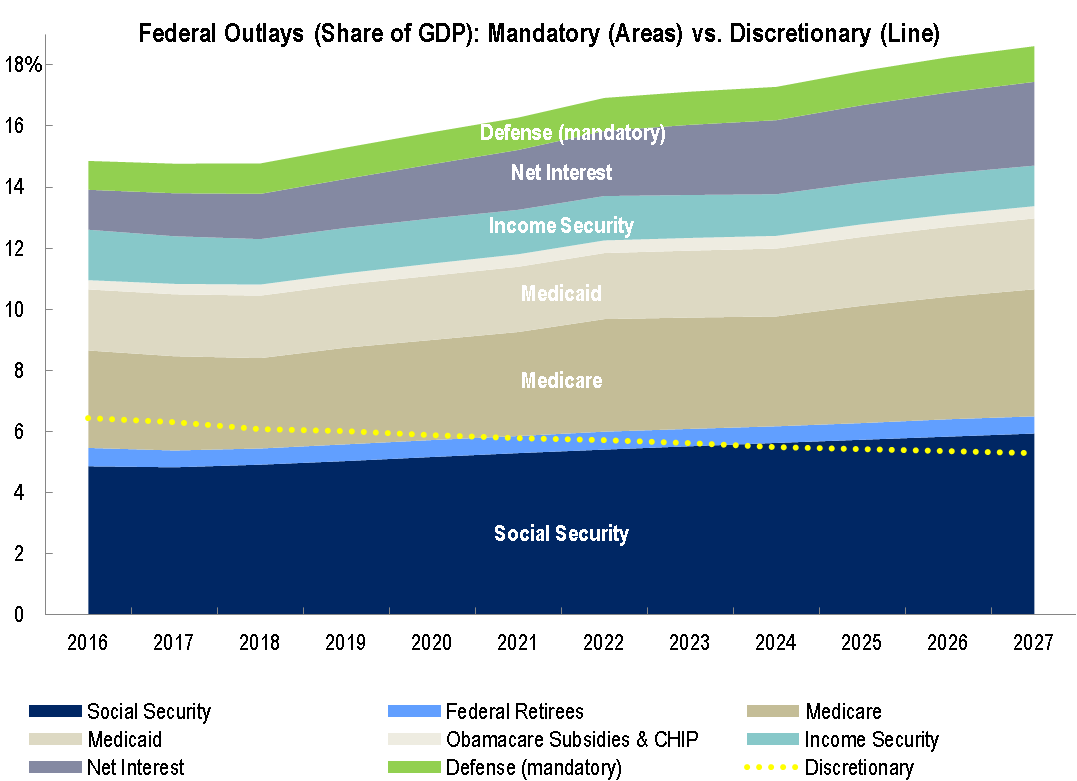 Federal Outlays (Share of GDP): Mandatory (Areas) vs. Discretionary (Line)
18%
16
14
12
10
8
6
4
2
0
Defense (mandatory)
Net Interest
Income Security
Medicaid
Medicare
Social Security
2016 2017 2018 2019 2020 2021 2022 2023 2024 2025 2026 2027
Social Security Federal Retirees Medicare
Medicaid Obamacare Subsidies & CHIP Income Security
Net Interest Defense (mandatory) Discretionary